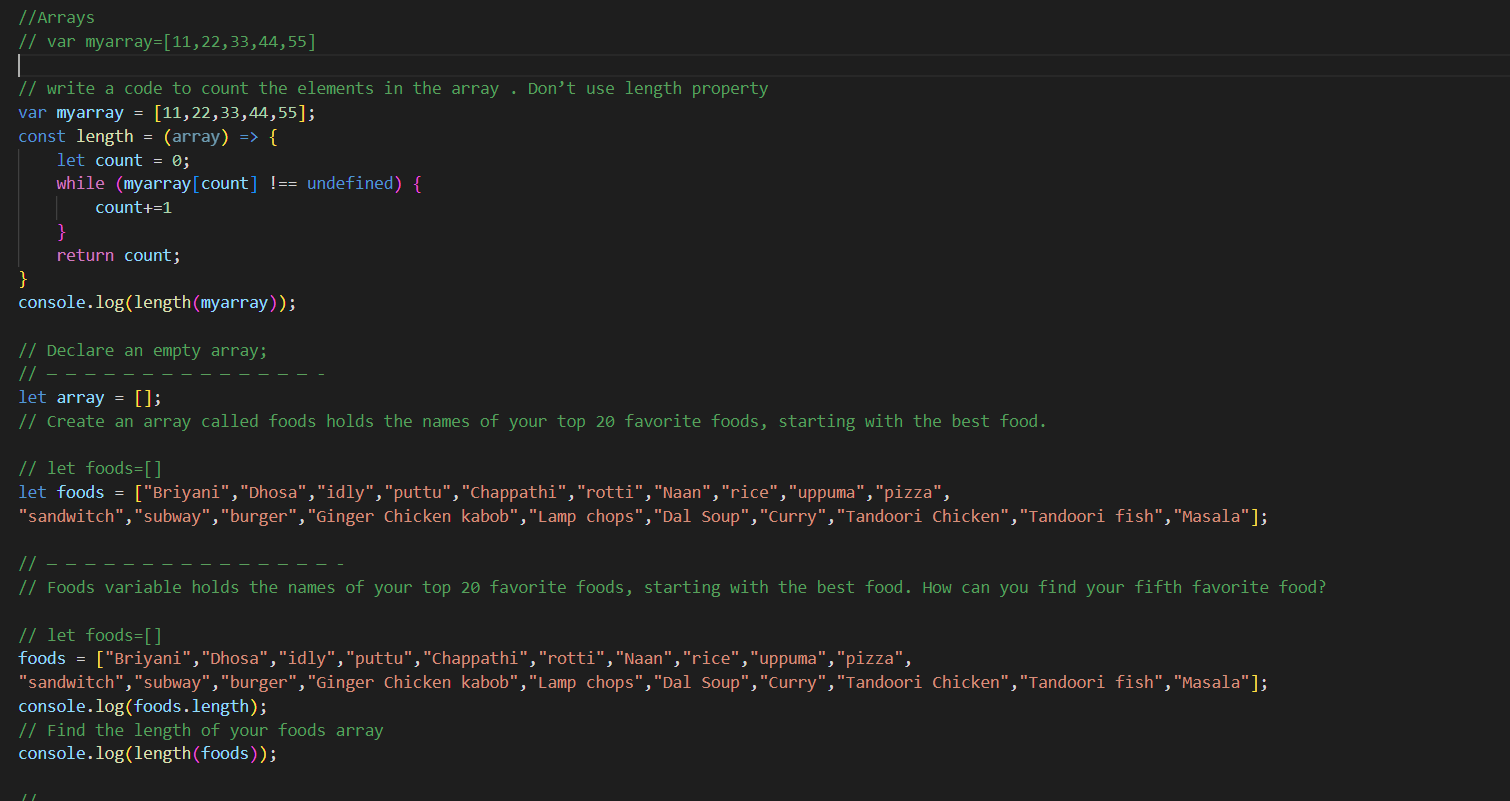 //Arrays
// var myarray=[11,22,33,44,55]
// write a code to count the elements in the array . Don’t use length property
var myarray = [11,22,33,44,55];
const length = (array) => {
    let count = 0;
    while (myarray[count] !== undefined) {
        count+=1
    }
    return count;
}
console.log(length(myarray));
// Declare an empty array;
// — — — — — — — — — — — — — — -
let array = [];
// Create an array called foods holds the names of your top 20 favorite foods, starting with the best food.
// let foods=[]
let foods = ["Briyani","Dhosa","idly","puttu","Chappathi","rotti","Naan","rice","uppuma","pizza",
"sandwitch","subway","burger","Ginger Chicken kabob","Lamp chops","Dal Soup","Curry","Tandoori Chicken","Tandoori fish","Masala"];
// — — — — — — — — — — — — — — — -
// Foods variable holds the names of your top 20 favorite foods, starting with the best food. How can you find your fifth favorite food?
// let foods=[]
foods = ["Briyani","Dhosa","idly","puttu","Chappathi","rotti","Naan","rice","uppuma","pizza",
"sandwitch","subway","burger","Ginger Chicken kabob","Lamp chops","Dal Soup","Curry","Tandoori Chicken","Tandoori fish","Masala"];
console.log(foods.length);
// Find the length of your foods array
console.log(length(foods));
//